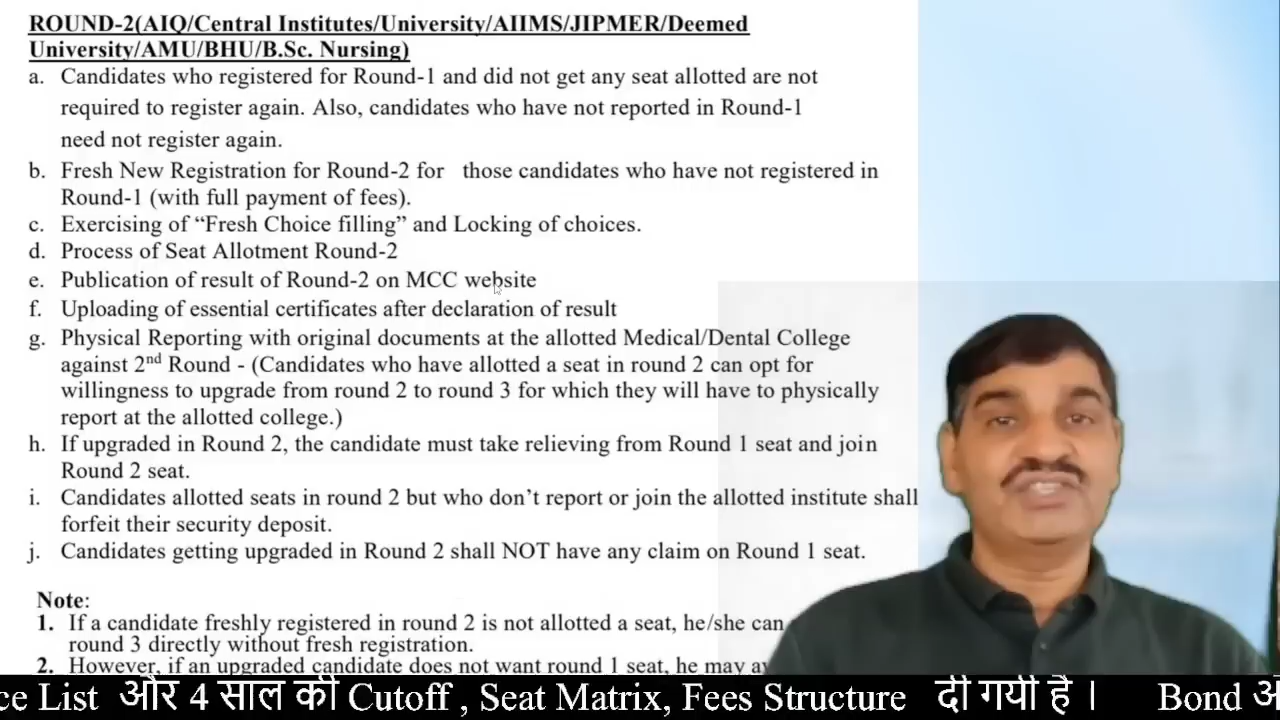 ROUND-2(AIQ/Central Institutes/University/AIIMS/JIPMER/Deemed
University/AMU/BHU/B.Sc. Nursing)
a. Candidates who registered for Round-1 and did not get any seat allotted are not
required to register again. Also, candidates who have not reported in Round-1
need not register again.
b. Fresh New Registration for Round-2 for those candidates who have not registered in
Round-1 (with full payment of fees).
c. Exercising of “Fresh Choice filling” and Locking of choices.
d. Process of Seat Allotment Round-2
e. Publication of result of Round-2 on MCC website
f. Uploading of essential certificates after declaration of result
g. Physical Reporting with original documents at the allotted Medical/Dental College
against 2nd Round - (Candidates who have allotted a seat in round 2 can opt for
willingness to upgrade from round 2 to round 3 for which they will have to physically
report at the allotted college.)
h. If upgraded in Round 2, the candidate must take relieving from Round 1 seat and join
Round 2 seat.
i. Candidates allotted seats in round 2 but who don’t report or join the allotted institute shall
forfeit their security deposit.
j. Candidates getting upgraded in Round 2 shall NOT have any claim on Round 1 seat.
Note:
1. If a candidate freshly registered in round 2 is not allotted a seat, he/she can
round 3 directly without fresh registration.
2. However, if an upgraded candidate does not want round 1 seat, he may
ce List और 4 साल की Cutoff , Seat Matrix, Fees Structure दी गयी है । Bond